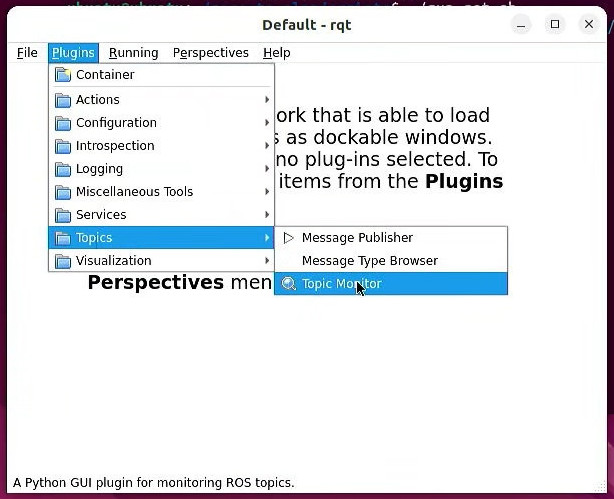 Default - rqt
File Plugins Running Perspectives Help
Container
Actions
ork that is able to load
Configuration
s as dockable windows.
Introspection
no plug-ins selected. To
Logging
items from the Plugins
Miscellaneous Tools
Services
Topics
Message Publisher
Visualization
Message Type Browser
Perspectives men
Topic Monitor
A Python GUI plugin for monitoring ROS topics.